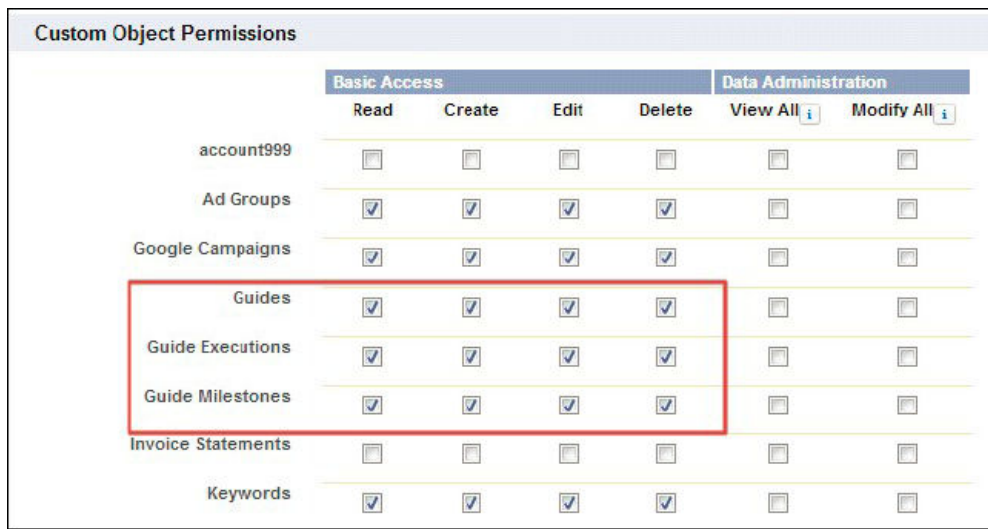 Custom Object Permissions
Basic Access Data Administration
Read Create Edit Delete View All i Modify All i
account999
Ad Groups
Google Campaigns
Guides
Guide Executions
Guide Milestones
Invoice Statements
Keywords